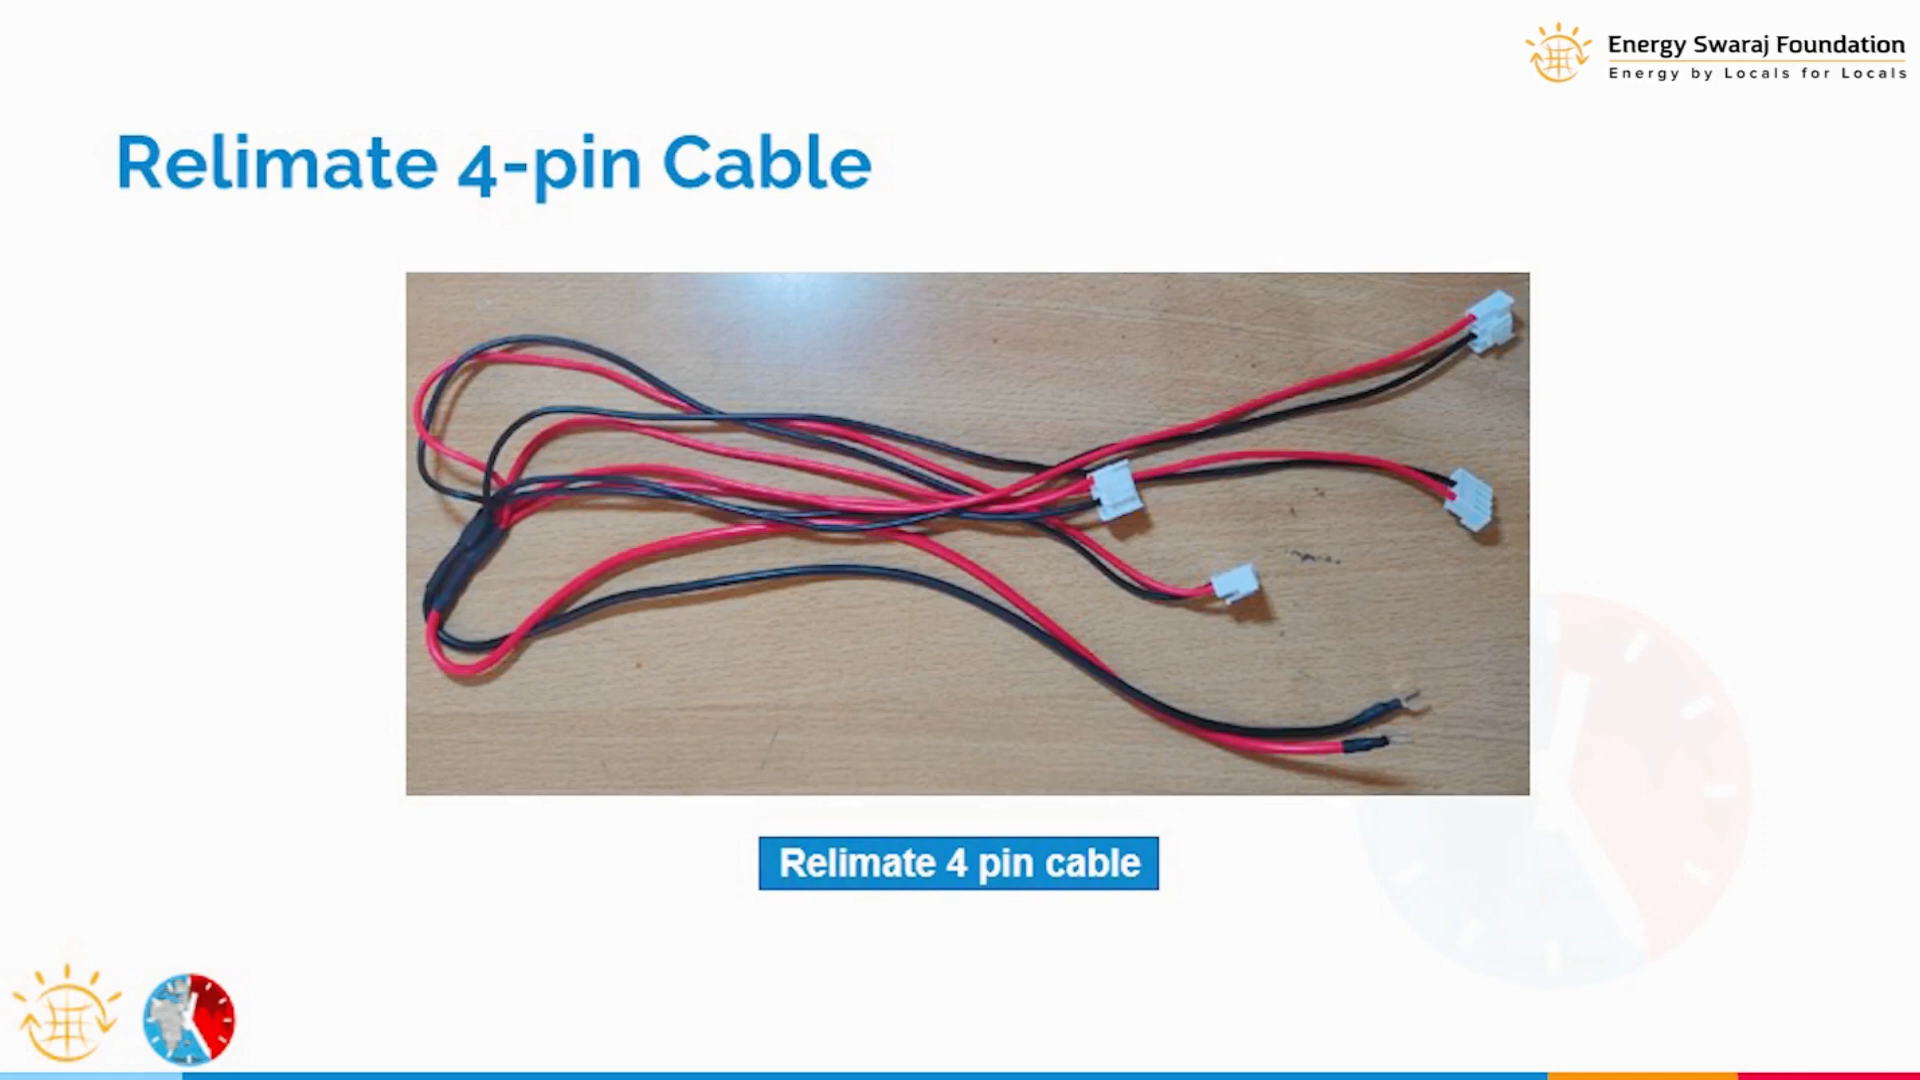 Energy Swaraj Foundation
Energy by Locals for Locals
Relimate 4-pin Cable
Relimate 4 pin cable